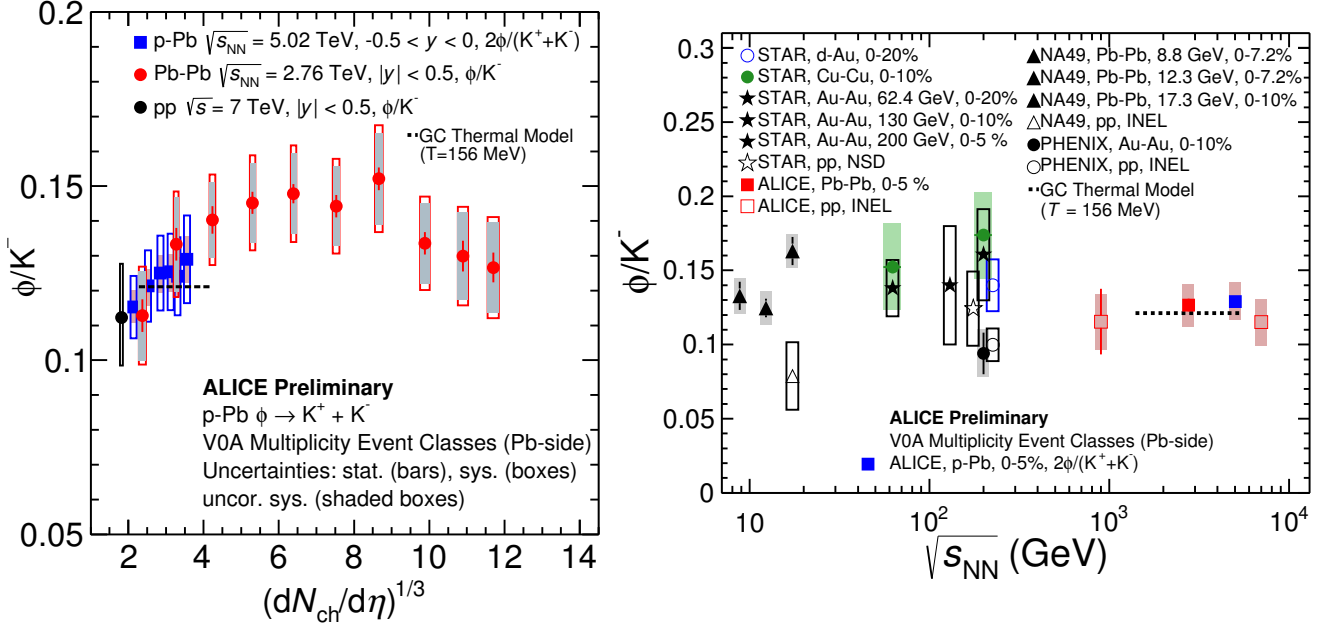 0.2
0.15
0.1
0.05
ϕ/K⁻
p-Pb √sNN = 5.02 TeV, -0.5 < y < 0, 2ϕ/(K⁺+K⁻)
Pb-Pb √sNN = 2.76 TeV, |y| < 0.5, ϕ/K⁻
pp √s = 7 TeV, |y| < 0.5, ϕ/K⁻
GC Thermal Model
(T=156 MeV)
ALICE Preliminary
p-Pb ϕ → K⁺ + K⁻
V0A Multiplicity Event Classes (Pb-side)
Uncertainties: stat. (bars), sys. (boxes)
uncor. sys. (shaded boxes)
2 4 6 8 10 12 14
(dNch/dη)^1/3
0.3
0.25
0.2
0.15
0.1
0.05
0
ϕ/K⁻
STAR, d-Au, 0-20%
STAR, Cu-Cu, 0-10%
STAR, Au-Au, 62.4 GeV, 0-20%
STAR, Au-Au, 130 GeV, 0-10%
STAR, Au-Au, 200 GeV, 0-5 %
STAR, pp, NSD
ALICE, Pb-Pb, 0-5 %
ALICE, pp, INEL
NA49, Pb-Pb, 8.8 GeV, 0-7.2%
NA49, Pb-Pb, 12.3 GeV, 0-7.2%
NA49, Pb-Pb, 17.3 GeV, 0-10%
NA49, pp, INEL
PHENIX, Au-Au, 0-10%
PHENIX, pp, INEL
GC Thermal Model
(T = 156 MeV)
ALICE Preliminary
V0A Multiplicity Event Classes (Pb-side)
ALICE, p-Pb, 0-5%, 2ϕ/(K⁺+K⁻)
10 10² 10³ 10⁴
√sNN (GeV)